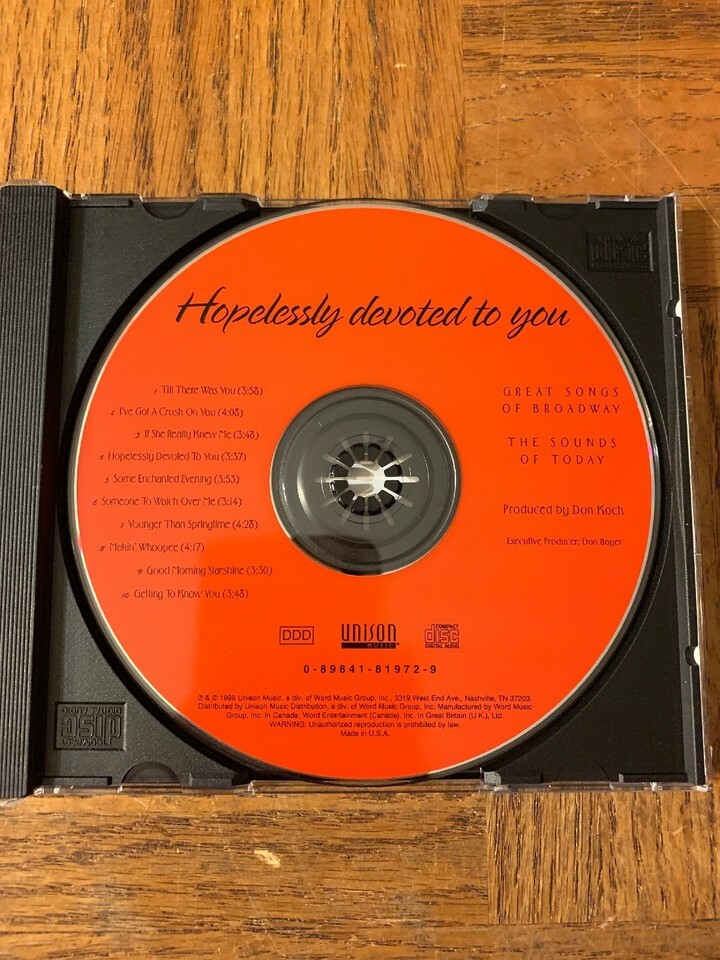 Hopelessly devoted to you
1 Till There Was You (3:58)
2 I've Got A Crush On You (4:08)
3 If She Really Knew Me (3:48)
4 Hopelessly Devoted To You (3:37)
5 Some Enchanted Evening (3:53)
6 Someone To Watch Over Me (3:14)
7 Younger Than Springtime (4:28)
8 Makin' Whoopee (4:17)
9 Good Morning Starshine (3:30)
10 Getting To Know You (3:48)
GREAT SONGS
OF BROADWAY
THE SOUNDS
OF TODAY
Produced by Don Koch
Executive Producer: Don Boyer
DDD
UNISON
MUSIC
COMPACT
disc
DIGITAL AUDIO
0-89841-81972-9
℗ & © 1999 Unison Music, a div. of Word Music Group, Inc., 3319 West End Ave., Nashville, TN 37203.
Distributed by Unison Music Distribution, a div. of Word Music Group, Inc. Manufactured by Word Music
Group, Inc. In Canada: Word Entertainment (Canada), Inc. In Great Britain (U.K.), Ltd.
WARNING: Unauthorized reproduction is prohibited by law.
Made in U.S.A.
disc
disc